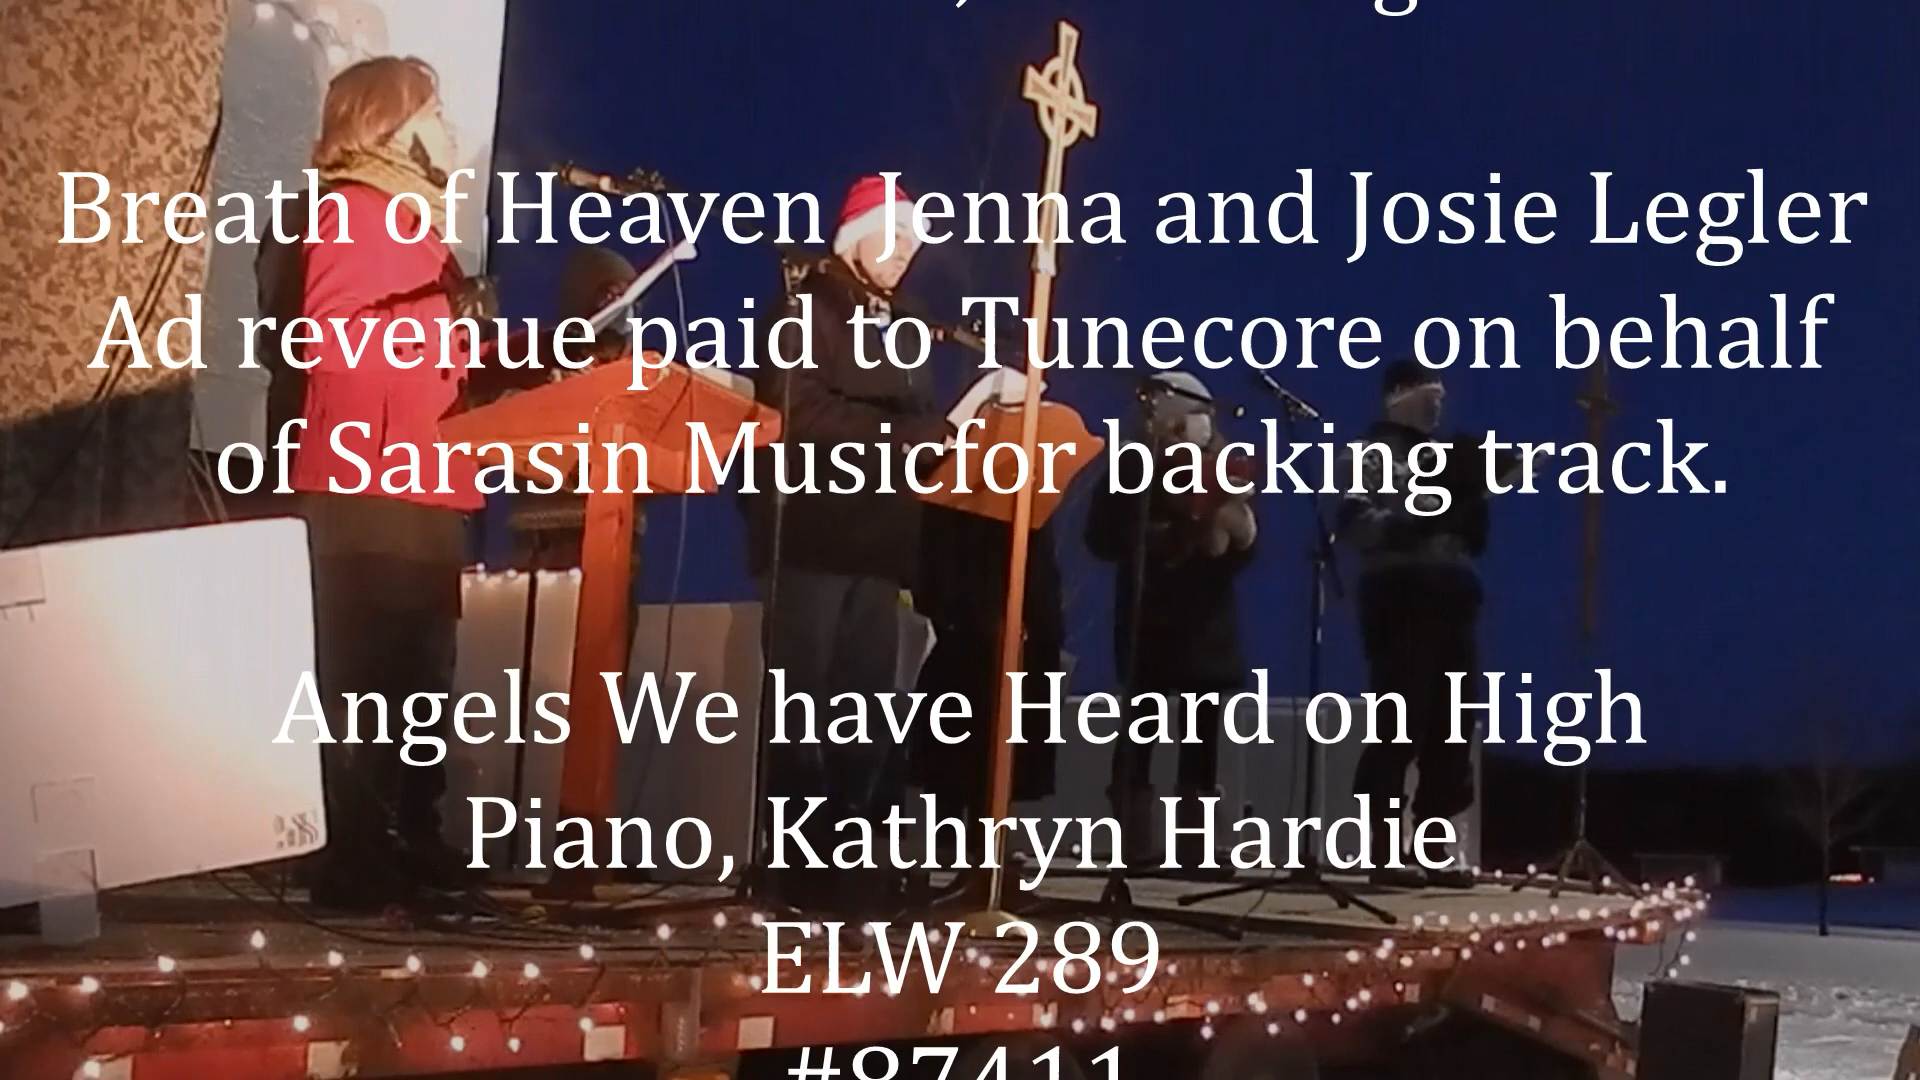 Breath of Heaven Jenna and Josie Legler
Ad revenue paid to Tunecore on behalf
of Sarasin Musicfor backing track.
Angels We have Heard on High
Piano, Kathryn Hardie
ELW 289
#87411